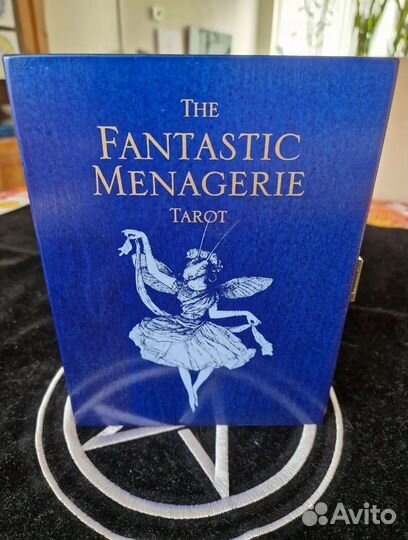 The
Fantastic
Menagerie
Tarot
Avito